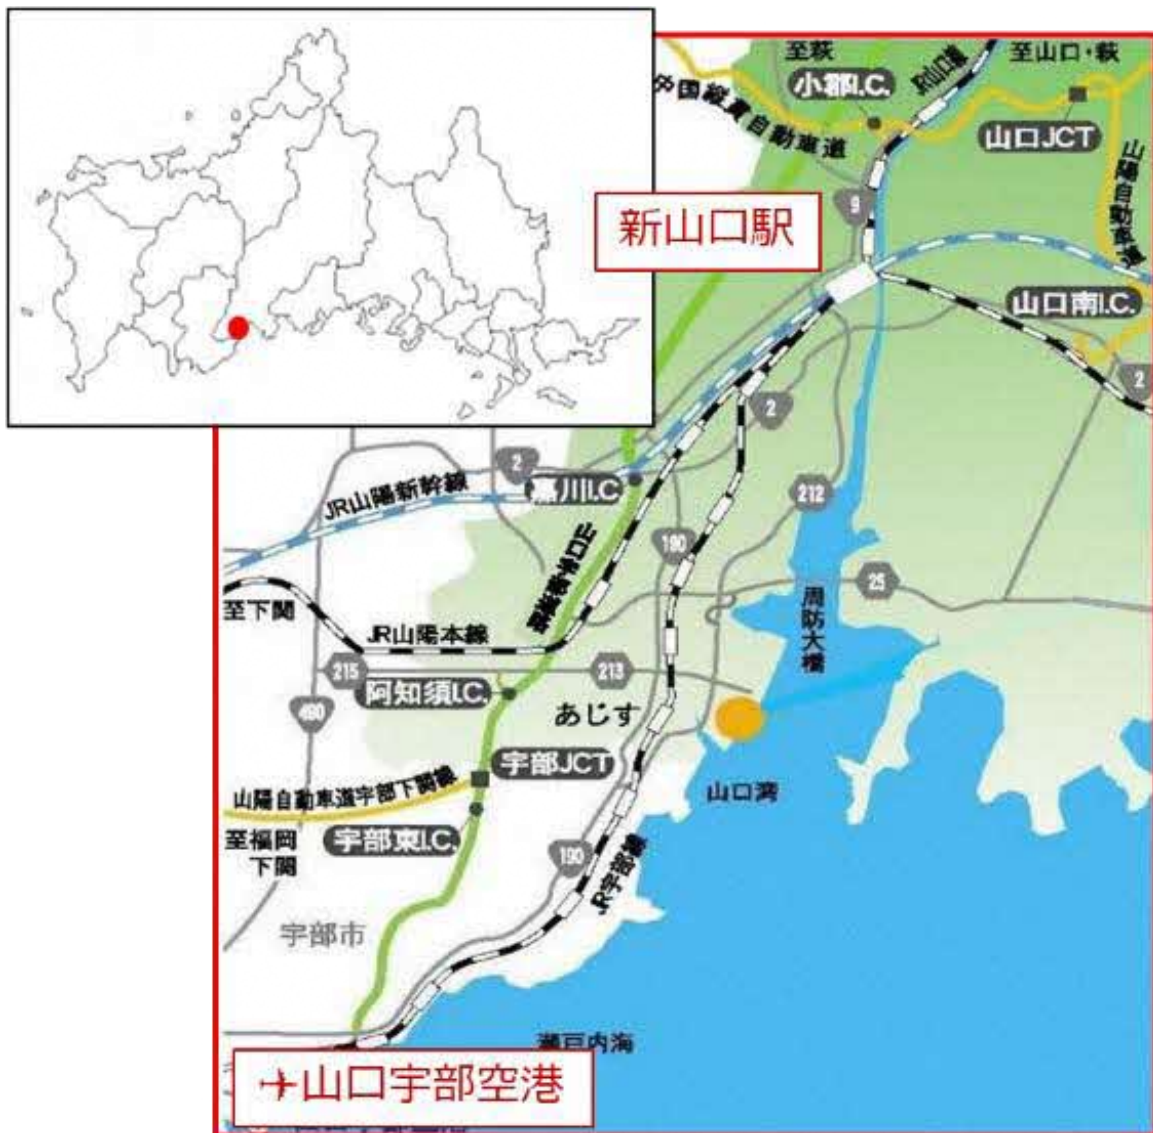 至萩
小郡I.C.
JR山口線
至山口・萩
中国縦貫自動車道
山口JCT
山陽自動車道
9
新山口駅
山口南I.C.
2
2
2
JR山陽新幹線
嘉川I.C
212
190
25
周防大橋
至下関
JR山陽本線
215
213
阿知須I.C.
490
あじす
宇部JCT
山陽自動車道宇部下関線
山口湾
宇部東I.C.
至福岡
下関
190
JR宇部線
宇部市
瀬戸内海
山口宇部空港